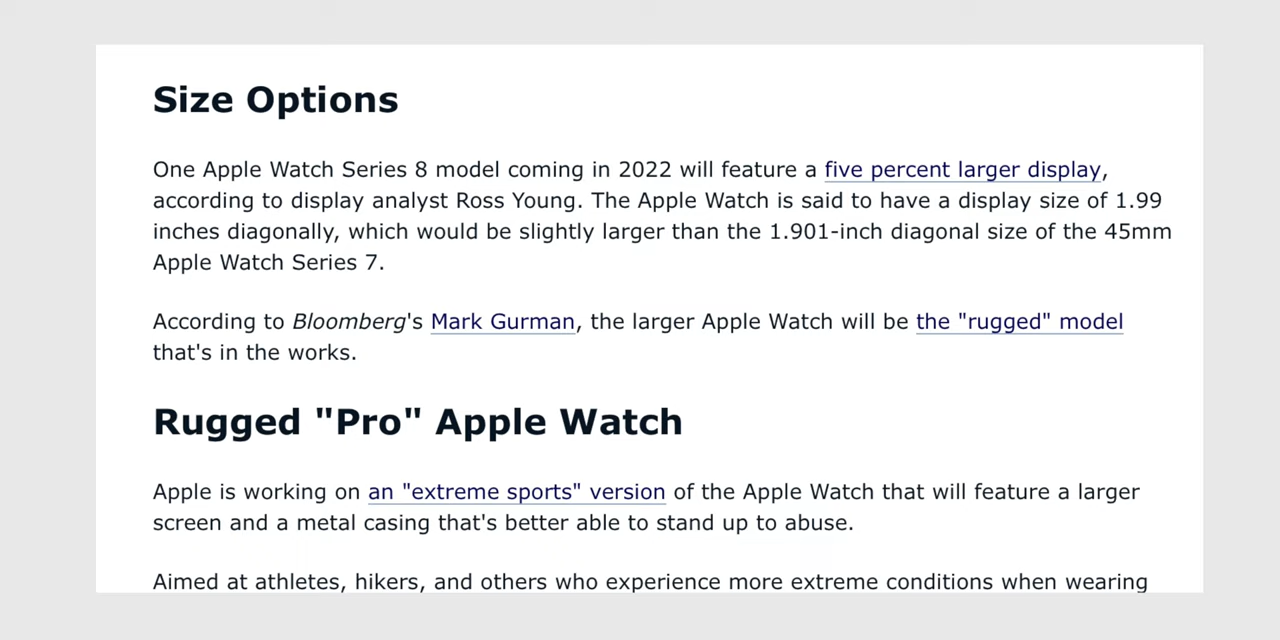 Size Options
One Apple Watch Series 8 model coming in 2022 will feature a five percent larger display,
according to display analyst Ross Young. The Apple Watch is said to have a display size of 1.99
inches diagonally, which would be slightly larger than the 1.901-inch diagonal size of the 45mm
Apple Watch Series 7.
According to Bloomberg's Mark Gurman, the larger Apple Watch will be the "rugged" model
that's in the works.
Rugged "Pro" Apple Watch
Apple is working on an "extreme sports" version of the Apple Watch that will feature a larger
screen and a metal casing that's better able to stand up to abuse.
Aimed at athletes, hikers, and others who experience more extreme conditions when wearing